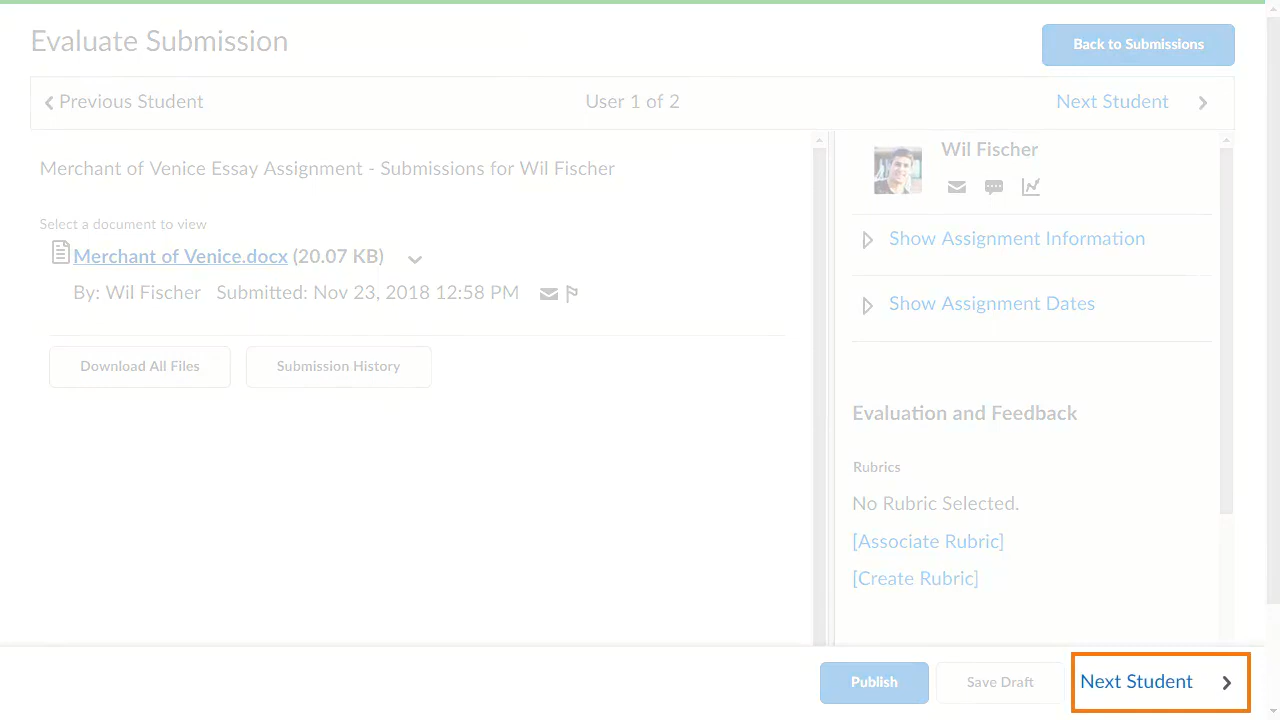 Evaluate Submission
Back to Submissions
Previous Student
User 1 of 2
Next Student
Merchant of Venice Essay Assignment - Submissions for Wil Fischer
Select a document to view
Merchant of Venice.docx (20.07 KB)
By: Wil Fischer Submitted: Nov 23, 2018 12:58 PM
Download All Files
Submission History
Wil Fischer
Show Assignment Information
Show Assignment Dates
Evaluation and Feedback
Rubrics
No Rubric Selected.
[Associate Rubric]
[Create Rubric]
Publish
Save Draft
Next Student